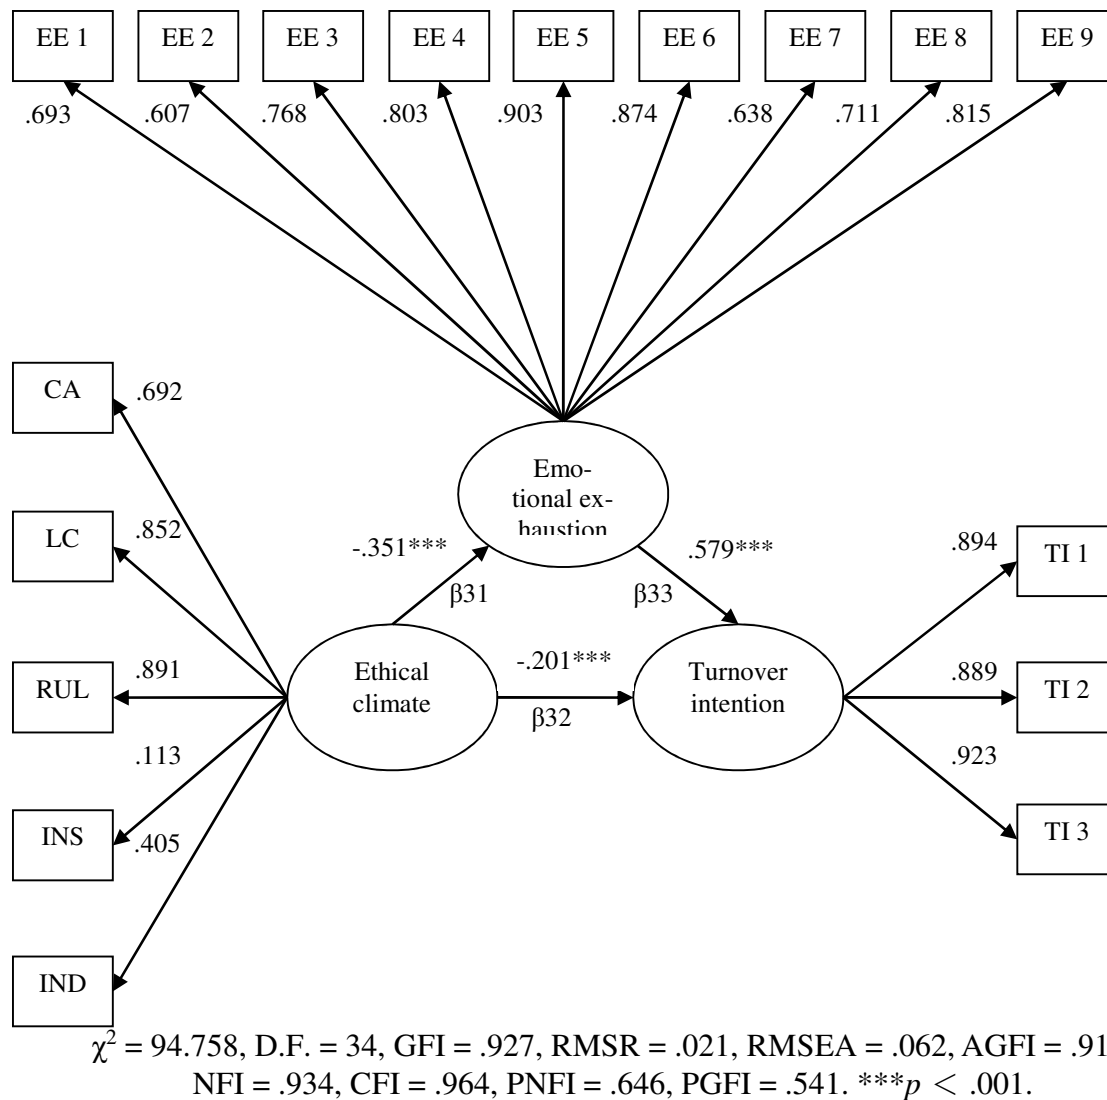 EE 1 EE 2 EE 3 EE 4 EE 5 EE 6 EE 7 EE 8 EE 9
.693 .607 .768 .803 .903 .874 .638 .711 .815
CA .692
Emo-
tional ex-
haustion
LC .852
-.351*** .579*** .894 TI 1
β31 β33
RUL .891
Ethical
climate
-.201***
β32
Turnover
intention
.889 TI 2
.113
.923
INS .405
TI 3
IND
χ² = 94.758, D.F. = 34, GFI = .927, RMSR = .021, RMSEA = .062, AGFI = .91
NFI = .934, CFI = .964, PNFI = .646, PGFI = .541. ***p < .001.